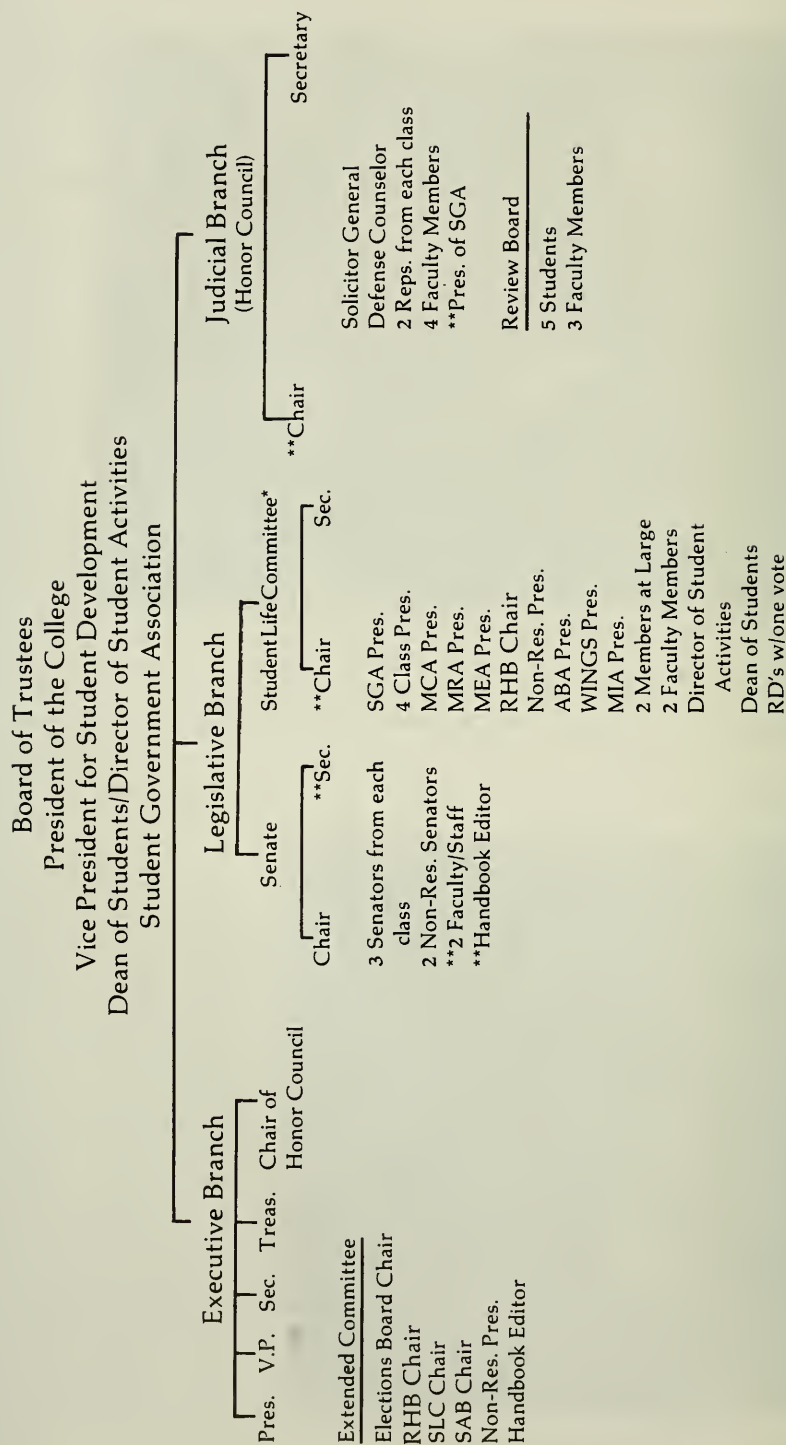 Board of Trustees
President of the College
Vice President for Student Development
Dean of Students/Director of Student Activities
Student Government Association
Executive Branch
Pres. V.P. Sec. Treas. Chair of
Honor Council
Extended Committee
Elections Board Chair
RHB Chair
SLC Chair
SAB Chair
Non-Res. Pres.
Handbook Editor
Legislative Branch
Senate
Chair **Sec.
3 Senators from each
class
2 Non-Res. Senators
**2 Faculty/Staff
**Handbook Editor
Student Life Committee*
**Chair Sec.
SGA Pres.
4 Class Pres.
MCA Pres.
MRA Pres.
MEA Pres.
RHB Chair
Non-Res. Pres.
ABA Pres.
WINGS Pres.
MIA Pres.
2 Members at Large
2 Faculty Members
Director of Student
Activities
Dean of Students
RD's w/one vote
Judicial Branch
(Honor Council)
**Chair Secretary
Solicitor General
Defense Counselor
2 Reps. from each class
4 Faculty Members
**Pres. of SGA
Review Board
5 Students
3 Faculty Members